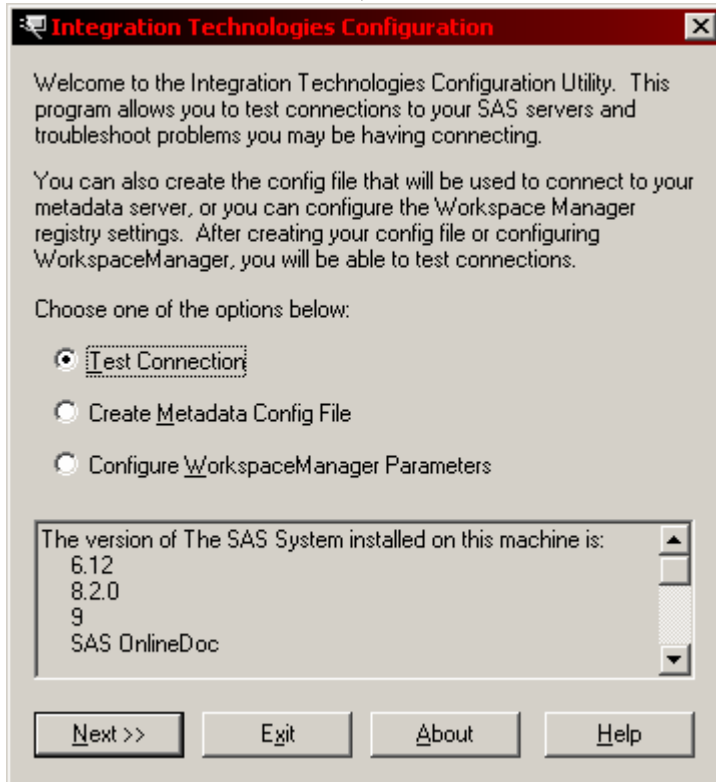 Integration Technologies Configuration
Welcome to the Integration Technologies Configuration Utility.  This
program allows you to test connections to your SAS servers and
troubleshoot problems you may be having connecting.
You can also create the config file that will be used to connect to your
metadata server, or you can configure the Workspace Manager
registry settings.  After creating your config file or configuring
WorkspaceManager, you will be able to test connections.
Choose one of the options below:
Test Connection
Create Metadata Config File
Configure WorkspaceManager Parameters
The version of The SAS System installed on this machine is:
6.12
8.2.0
9
SAS OnlineDoc
Next >>
Exit
About
Help